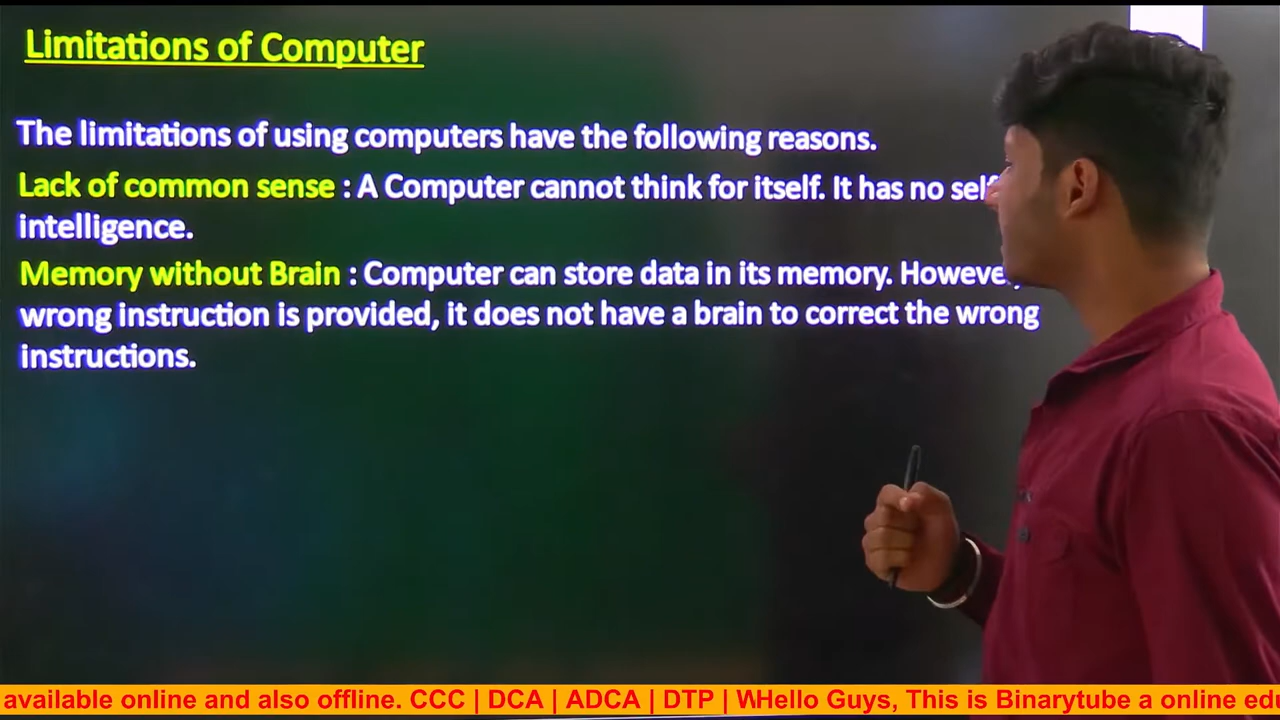 Limitations of Computer
The limitations of using computers have the following reasons.
Lack of common sense : A Computer cannot think for itself. It has no self
intelligence.
Memory without Brain : Computer can store data in its memory. However,
wrong instruction is provided, it does not have a brain to correct the wrong
instructions.
available online and also offline. CCC | DCA | ADCA | DTP | WHello Guys, This is Binarytube a online